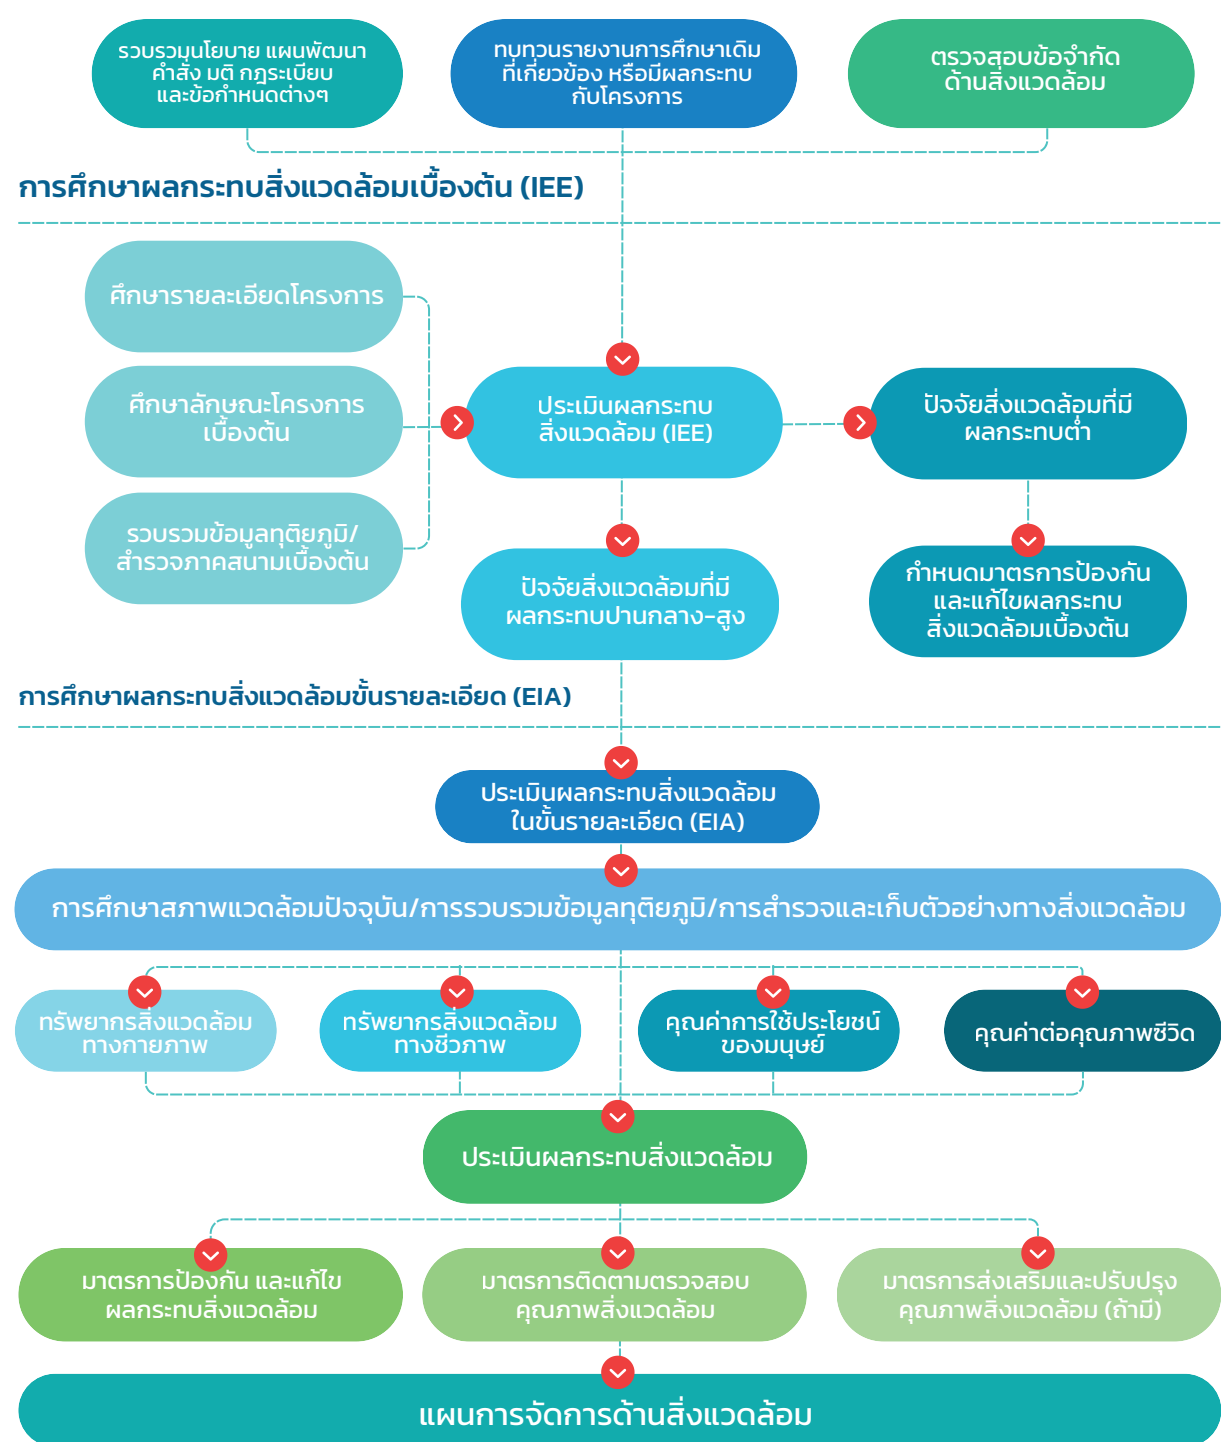 รวบรวมนโยบาย แผนพัฒนา
คำสั่ง มติ กฎระเบียบ
และข้อกำหนดต่างๆ
ทบทวนรายงานการศึกษาเดิม
ที่เกี่ยวข้อง หรือมีผลกระทบ
กับโครงการ
ตรวจสอบข้อจำกัด
ด้านสิ่งแวดล้อม
การศึกษาผลกระทบสิ่งแวดล้อมเบื้องต้น (IEE)
ศึกษารายละเอียดโครงการ
ศึกษาลักษณะโครงการ
เบื้องต้น
รวบรวมข้อมูลทุติยภูมิ/
สำรวจภาคสนามเบื้องต้น
ประเมินผลกระทบ
สิ่งแวดล้อม (IEE)
ปัจจัยสิ่งแวดล้อมที่มี
ผลกระทบต่ำ
ปัจจัยสิ่งแวดล้อมที่มี
ผลกระทบปานกลาง-สูง
กำหนดมาตรการป้องกัน
และแก้ไขผลกระทบ
สิ่งแวดล้อมเบื้องต้น
การศึกษาผลกระทบสิ่งแวดล้อมขั้นรายละเอียด (EIA)
ประเมินผลกระทบสิ่งแวดล้อม
ในขั้นรายละเอียด (EIA)
การศึกษาสภาพแวดล้อมปัจจุบัน/การรวบรวมข้อมูลทุติยภูมิ/การสำรวจและเก็บตัวอย่างทางสิ่งแวดล้อม
ทรัพยากรสิ่งแวดล้อม
ทางกายภาพ
ทรัพยากรสิ่งแวดล้อม
ทางชีวภาพ
คุณค่าการใช้ประโยชน์
ของมนุษย์
คุณค่าต่อคุณภาพชีวิต
ประเมินผลกระทบสิ่งแวดล้อม
มาตรการป้องกัน และแก้ไข
ผลกระทบสิ่งแวดล้อม
มาตรการติดตามตรวจสอบ
คุณภาพสิ่งแวดล้อม
มาตรการส่งเสริมและปรับปรุง
คุณภาพสิ่งแวดล้อม (ถ้ามี)
แผนการจัดการด้านสิ่งแวดล้อม